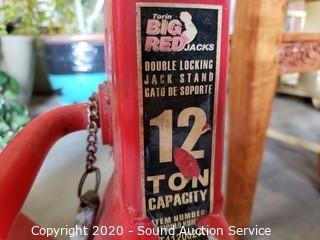 Torin
BIG
RED JACKS
DOUBLE LOCKING
JACK STAND
GATO DE SOPORTE
12
TON
CAPACITY
ITEM NUMBER:
Copyright 2020 - Sound Service Auction